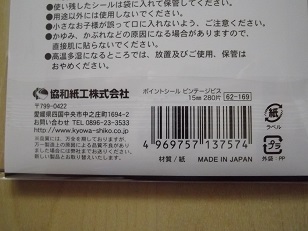 ●使い残したシールは袋に入れて保管してください。
●用途以外には使用しないでください。
●小さなお子様が誤って口に入れないよう、ご注意ください。
●かゆみ、かぶれなどの原因になる場合がありますので、
直接肌に貼らないでください。
●高温多湿になるところでは、放置及びご使用、保管は
おやめください。
協和紙工株式会社
〒799-0422
愛媛県四国中央市中之庄町1694-2
お問い合わせ TEL 0896-23-3533
http://www.kyowa-shiko.co.jp
ポイントシール ビンテージビス
15㎜ 280片 62-169
4 969757 137574
材質/紙 MADE IN JAPAN
紙
ラベル
プラ
外袋:PP